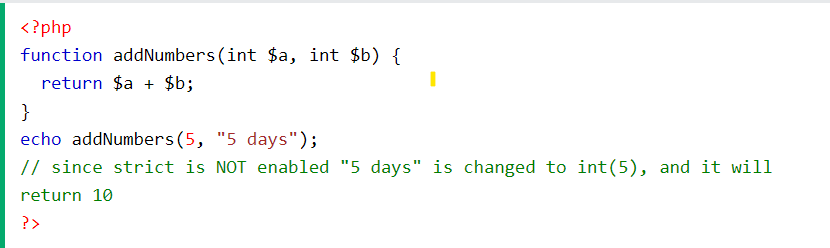 <?php
function addNumbers(int $a, int $b) {
  return $a + $b;
}
echo addNumbers(5, "5 days");
// since strict is NOT enabled "5 days" is changed to int(5), and it will
return 10
?>